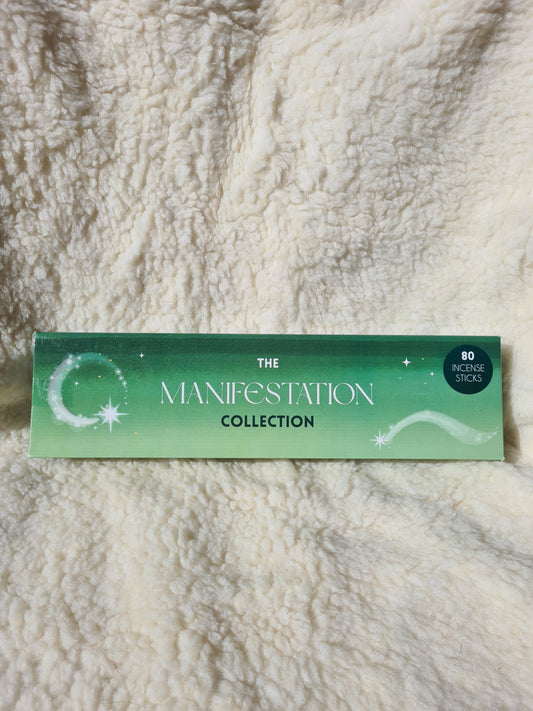 THE
MANIFESTATION
COLLECTION
80
INCENSE
STICKS